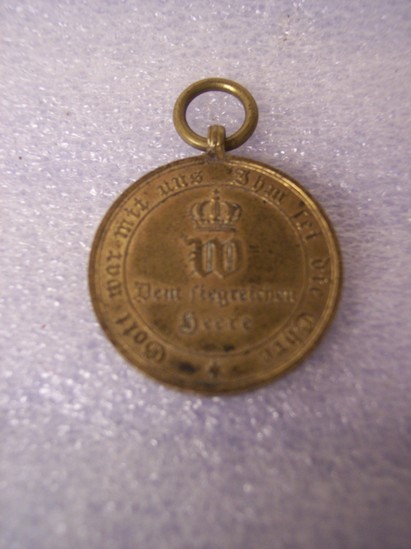 Gott war mit uns Ihm sei die Ehre
W
Dem siegreichen
Heere